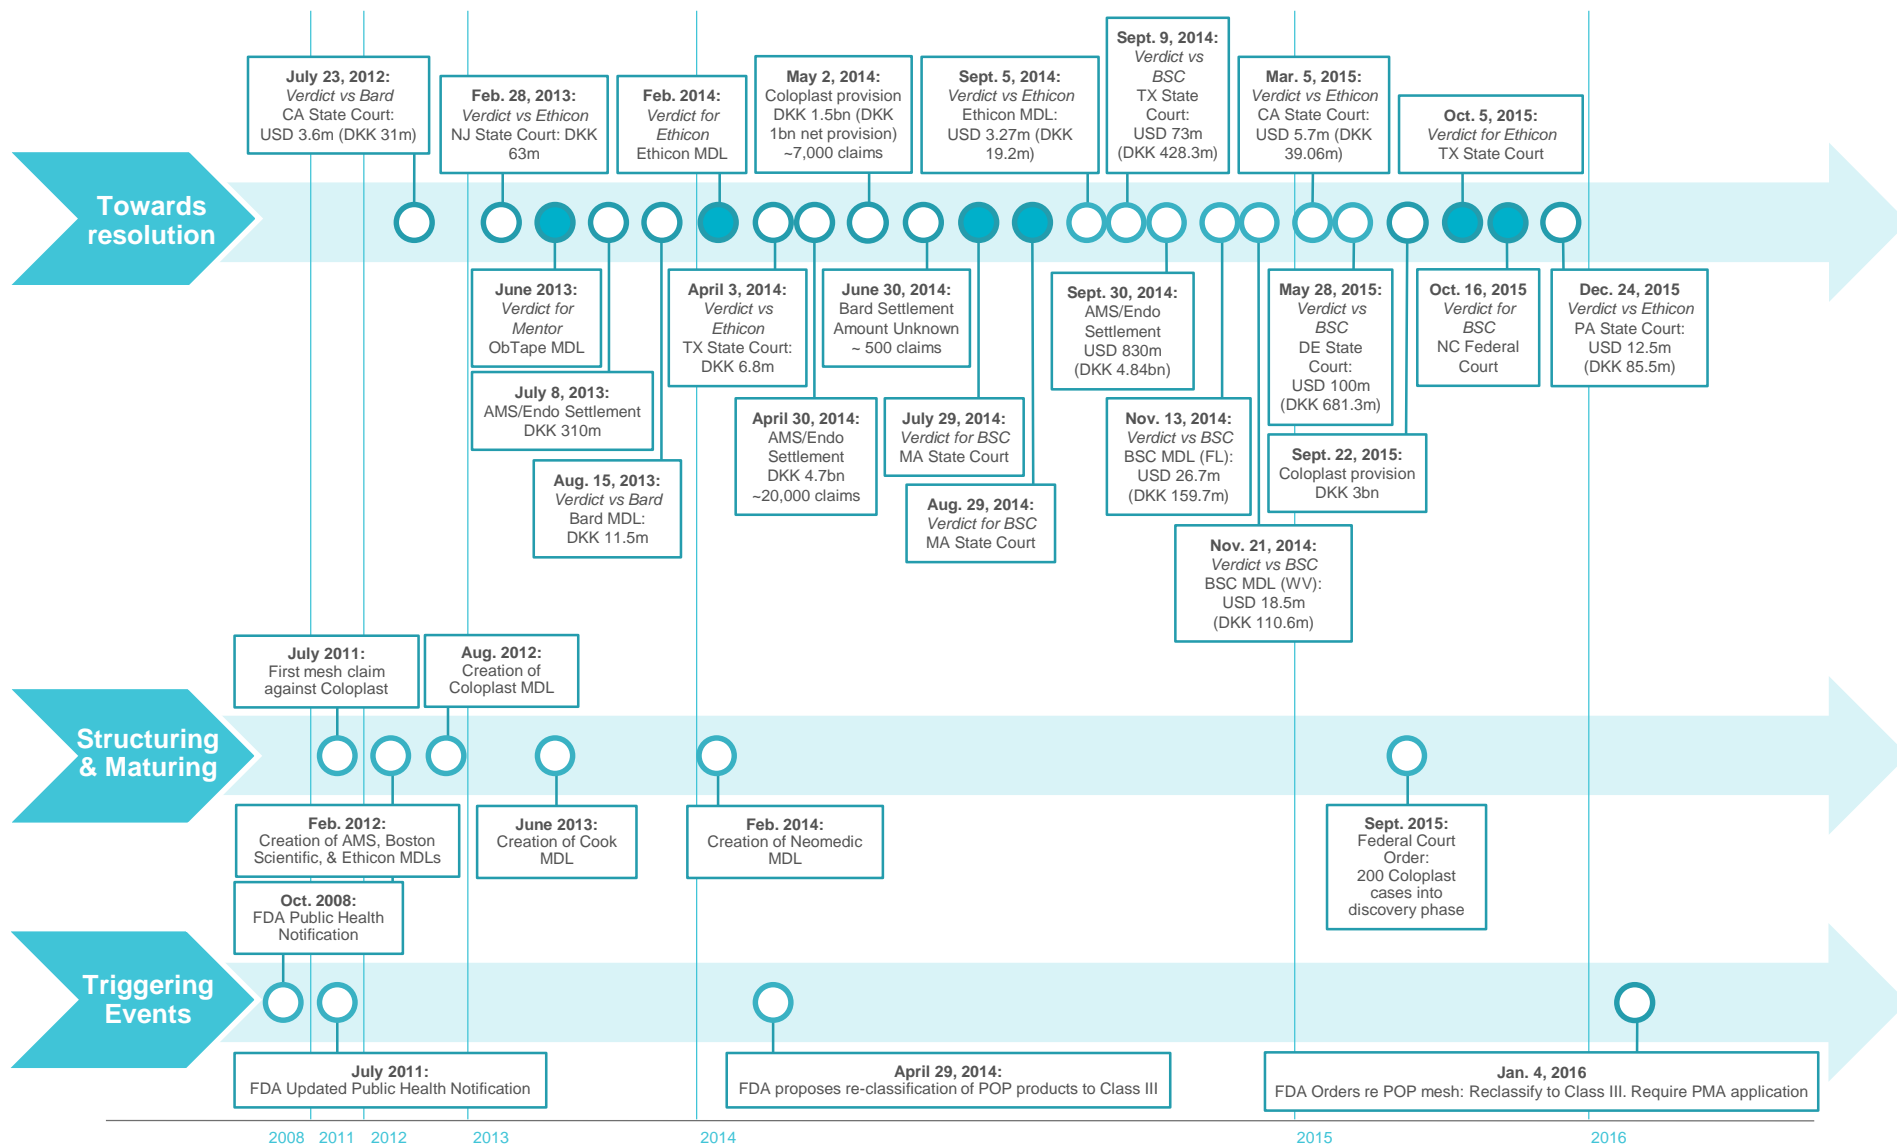 July 23, 2012:
Verdict vs Bard
CA State Court:
USD 3.6m (DKK 31m)
Feb. 28, 2013:
Verdict vs Ethicon
NJ State Court: DKK
63m
Feb. 2014:
Verdict for
Ethicon
Ethicon MDL
May 2, 2014:
Coloplast provision
DKK 1.5bn (DKK
1bn net provision)
~7,000 claims
Sept. 5, 2014:
Verdict vs Ethicon
Ethicon MDL:
USD 3.27m (DKK
19.2m)
Sept. 9, 2014:
Verdict vs
BSC
TX State
Court:
USD 73m
(DKK 428.3m)
Mar. 5, 2015:
Verdict vs Ethicon
CA State Court:
USD 5.7m (DKK
39.06m)
Oct. 5, 2015:
Verdict for Ethicon
TX State Court
Towards
resolution
June 2013:
Verdict for
Mentor
ObTape MDL
July 8, 2013:
AMS/Endo Settlement
DKK 310m
Aug. 15, 2013:
Verdict vs Bard
Bard MDL:
DKK 11.5m
April 3, 2014:
Verdict vs
Ethicon
TX State Court:
DKK 6.8m
April 30, 2014:
AMS/Endo
Settlement
DKK 4.7bn
~20,000 claims
June 30, 2014:
Bard Settlement
Amount Unknown
~ 500 claims
July 29, 2014:
Verdict for BSC
MA State Court
Aug. 29, 2014:
Verdict for BSC
MA State Court
Sept. 30, 2014:
AMS/Endo
Settlement
USD 830m
(DKK 4.84bn)
Nov. 13, 2014:
Verdict vs BSC
BSC MDL (FL):
USD 26.7m
(DKK 159.7m)
Nov. 21, 2014:
Verdict vs BSC
BSC MDL (WV):
USD 18.5m
(DKK 110.6m)
May 28, 2015:
Verdict vs
BSC
DE State
Court:
USD 100m
(DKK 681.3m)
Sept. 22, 2015:
Coloplast provision
DKK 3bn
Oct. 16, 2015
Verdict for
BSC
NC Federal
Court
Dec. 24, 2015
Verdict vs Ethicon
PA State Court:
USD 12.5m
(DKK 85.5m)
July 2011:
First mesh claim
against Coloplast
Aug. 2012:
Creation of
Coloplast MDL
Structuring
& Maturing
Feb. 2012:
Creation of AMS, Boston
Scientific, & Ethicon MDLs
June 2013:
Creation of Cook
MDL
Feb. 2014:
Creation of Neomedic
MDL
Sept. 2015:
Federal Court
Order:
200 Coloplast
cases into
discovery phase
Oct. 2008:
FDA Public Health
Notification
Triggering
Events
July 2011:
FDA Updated Public Health Notification
April 29, 2014:
FDA proposes re-classification of POP products to Class III
Jan. 4, 2016
FDA Orders re POP mesh: Reclassify to Class III. Require PMA application
2008 2011 2012 2013 2014 2015 2016